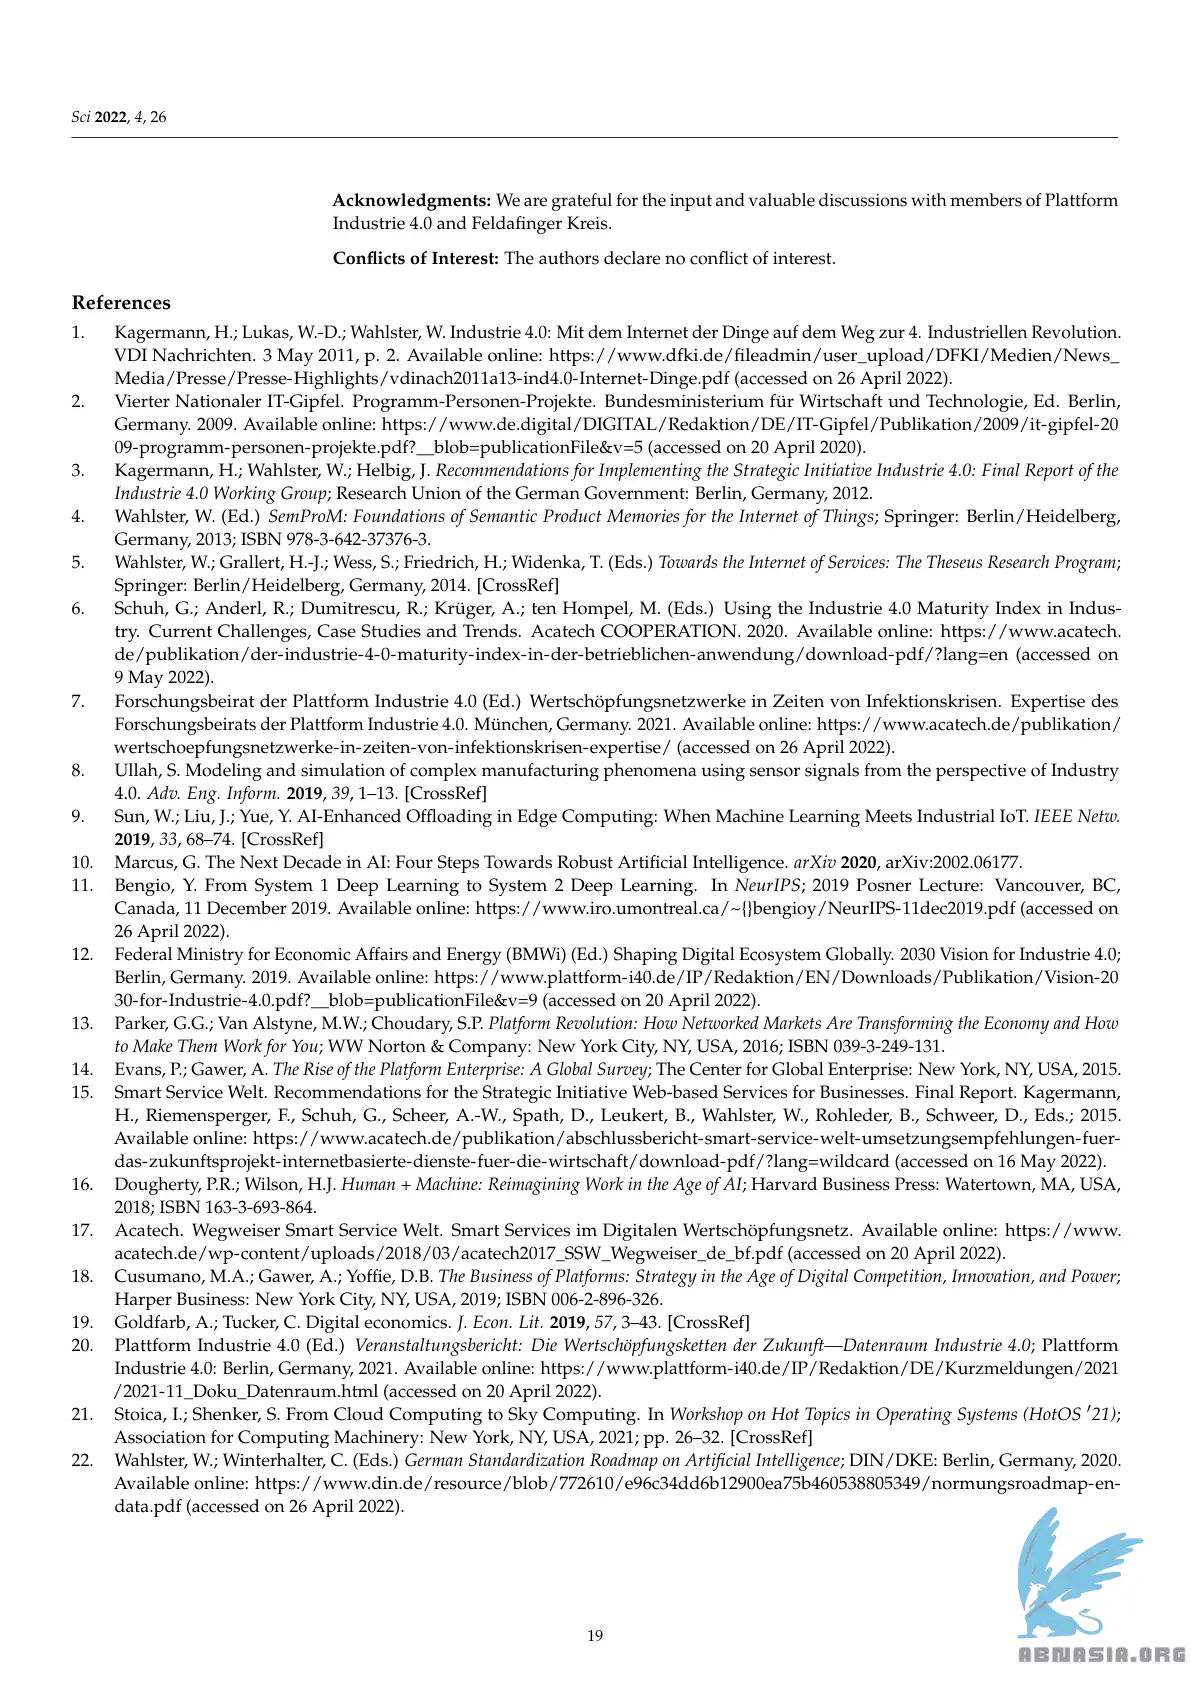 Sci 2022, 4, 26
Acknowledgments: We are grateful for the input and valuable discussions with members of Plattform
Industrie 4.0 and Feldafinger Kreis.
Conflicts of Interest: The authors declare no conflict of interest.
References
1. Kagermann, H.; Lukas, W.-D.; Wahlster, W. Industrie 4.0: Mit dem Internet der Dinge auf dem Weg zur 4. Industriellen Revolution.
VDI Nachrichten. 3 May 2011, p. 2. Available online: https://www.dfki.de/fileadmin/user_upload/DFKI/Medien/News_
Media/Presse/Presse-Highlights/vdinach2011a13-ind4.0-Internet-Dinge.pdf (accessed on 26 April 2022).
2. Vierter Nationaler IT-Gipfel. Programm-Personen-Projekte. Bundesministerium für Wirtschaft und Technologie, Ed. Berlin,
Germany. 2009. Available online: https://www.de.digital/DIGITAL/Redaktion/DE/IT-Gipfel/Publikation/2009/it-gipfel-20
09-programm-personen-projekte.pdf?__blob=publicationFile&v=5 (accessed on 20 April 2020).
3. Kagermann, H.; Wahlster, W.; Helbig, J. Recommendations for Implementing the Strategic Initiative Industrie 4.0: Final Report of the
Industrie 4.0 Working Group; Research Union of the German Government: Berlin, Germany, 2012.
4. Wahlster, W. (Ed.) SemProM: Foundations of Semantic Product Memories for the Internet of Things; Springer: Berlin/Heidelberg,
Germany, 2013; ISBN 978-3-642-37376-3.
5. Wahlster, W.; Grallert, H.-J.; Wess, S.; Friedrich, H.; Widenka, T. (Eds.) Towards the Internet of Services: The Theseus Research Program;
Springer: Berlin/Heidelberg, Germany, 2014. [CrossRef]
6. Schuh, G.; Anderl, R.; Dumitrescu, R.; Krüger, A.; ten Hompel, M. (Eds.) Using the Industrie 4.0 Maturity Index in Indus-
try. Current Challenges, Case Studies and Trends. Acatech COOPERATION. 2020. Available online: https://www.acatech.
de/publikation/der-industrie-4-0-maturity-index-in-der-betrieblichen-anwendung/download-pdf/?lang=en (accessed on
9 May 2022).
7. Forschungsbeirat der Plattform Industrie 4.0 (Ed.) Wertschöpfungsnetzwerke in Zeiten von Infektionskrisen. Expertise des
Forschungsbeirats der Plattform Industrie 4.0. München, Germany. 2021. Available online: https://www.acatech.de/publikation/
wertschoepfungsnetzwerke-in-zeiten-von-infektionskrisen-expertise/ (accessed on 26 April 2022).
8. Ullah, S. Modeling and simulation of complex manufacturing phenomena using sensor signals from the perspective of Industry
4.0. Adv. Eng. Inform. 2019, 39, 1–13. [CrossRef]
9. Sun, W.; Liu, J.; Yue, Y. AI-Enhanced Offloading in Edge Computing: When Machine Learning Meets Industrial IoT. IEEE Netw.
2019, 33, 68–74. [CrossRef]
10. Marcus, G. The Next Decade in AI: Four Steps Towards Robust Artificial Intelligence. arXiv 2020, arXiv:2002.06177.
11. Bengio, Y. From System 1 Deep Learning to System 2 Deep Learning. In NeurIPS; 2019 Posner Lecture: Vancouver, BC,
Canada, 11 December 2019. Available online: https://www.iro.umontreal.ca/~{}bengioy/NeurIPS-11dec2019.pdf (accessed on
26 April 2022).
12. Federal Ministry for Economic Affairs and Energy (BMWi) (Ed.) Shaping Digital Ecosystem Globally. 2030 Vision for Industrie 4.0;
Berlin, Germany. 2019. Available online: https://www.plattform-i40.de/IP/Redaktion/EN/Downloads/Publikation/Vision-20
30-for-Industrie-4.0.pdf?__blob=publicationFile&v=9 (accessed on 20 April 2022).
13. Parker, G.G.; Van Alstyne, M.W.; Choudary, S.P. Platform Revolution: How Networked Markets Are Transforming the Economy and How
to Make Them Work for You; WW Norton & Company: New York City, NY, USA, 2016; ISBN 039-3-249-131.
14. Evans, P.; Gawer, A. The Rise of the Platform Enterprise: A Global Survey; The Center for Global Enterprise: New York, NY, USA, 2015.
15. Smart Service Welt. Recommendations for the Strategic Initiative Web-based Services for Businesses. Final Report. Kagermann,
H., Riemensperger, F., Schuh, G., Scheer, A.-W., Spath, D., Leukert, B., Wahlster, W., Rohleder, B., Schweer, D., Eds.; 2015.
Available online: https://www.acatech.de/publikation/abschlussbericht-smart-service-welt-umsetzungsempfehlungen-fuer-
das-zukunftsprojekt-internetbasierte-dienste-fuer-die-wirtschaft/download-pdf/?lang=wildcard (accessed on 16 May 2022).
16. Dougherty, P.R.; Wilson, H.J. Human + Machine: Reimagining Work in the Age of AI; Harvard Business Press: Watertown, MA, USA,
2018; ISBN 163-3-693-864.
17. Acatech. Wegweiser Smart Service Welt. Smart Services im Digitalen Wertschöpfungsnetz. Available online: https://www.
acatech.de/wp-content/uploads/2018/03/acatech2017_SSW_Wegweiser_de_bf.pdf (accessed on 20 April 2022).
18. Cusumano, M.A.; Gawer, A.; Yoffie, D.B. The Business of Platforms: Strategy in the Age of Digital Competition, Innovation, and Power;
Harper Business: New York City, NY, USA, 2019; ISBN 006-2-896-326.
19. Goldfarb, A.; Tucker, C. Digital economics. J. Econ. Lit. 2019, 57, 3–43. [CrossRef]
20. Plattform Industrie 4.0 (Ed.) Veranstaltungsbericht: Die Wertschöpfungsketten der Zukunft—Datenraum Industrie 4.0; Plattform
Industrie 4.0: Berlin, Germany, 2021. Available online: https://www.plattform-i40.de/IP/Redaktion/DE/Kurzmeldungen/2021
/2021-11_Doku_Datenraum.html (accessed on 20 April 2022).
21. Stoica, I.; Shenker, S. From Cloud Computing to Sky Computing. In Workshop on Hot Topics in Operating Systems (HotOS ′21);
Association for Computing Machinery: New York, NY, USA, 2021; pp. 26–32. [CrossRef]
22. Wahlster, W.; Winterhalter, C. (Eds.) German Standardization Roadmap on Artificial Intelligence; DIN/DKE: Berlin, Germany, 2020.
Available online: https://www.din.de/resource/blob/772610/e96c34dd6b12900ea75b460538805349/normungsroadmap-en-
data.pdf (accessed on 26 April 2022).
19
ABNASIA.ORG